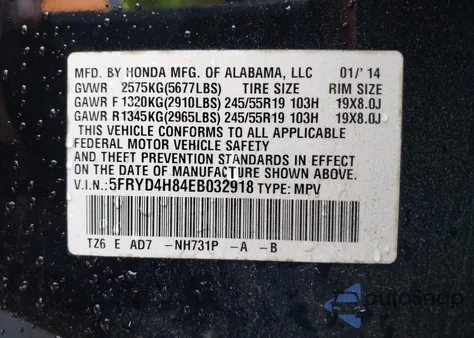 MFD. BY HONDA MFG. OF ALABAMA, LLC 01/'14
GVWR 2575KG(5677LBS) TIRE SIZE RIM SIZE
GAWR F 1320KG(2910LBS) 245/55R19 103H 19X8.0J
GAWR R1345KG(2965LBS) 245/55R19 103H 19X8.0J
THIS VEHICLE CONFORMS TO ALL APPLICABLE
FEDERAL MOTOR VEHICLE SAFETY
AND THEFT PREVENTION STANDARDS IN EFFECT
ON THE DATE OF MANUFACTURE SHOWN ABOVE.
V.I.N.: 5FRYD4H84EB032918 TYPE: MPV
TZ6 E AD7 -NH731P -A -B
autosnap